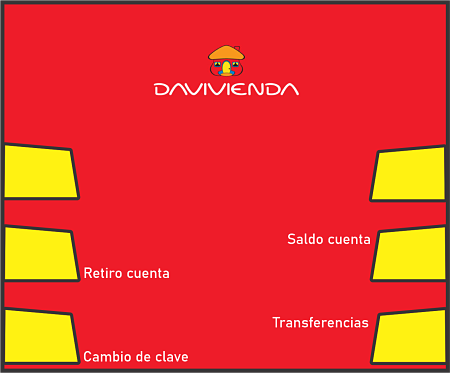 DAVIVIENDA
Saldo cuenta
Retiro cuenta
Transferencias
Cambio de clave